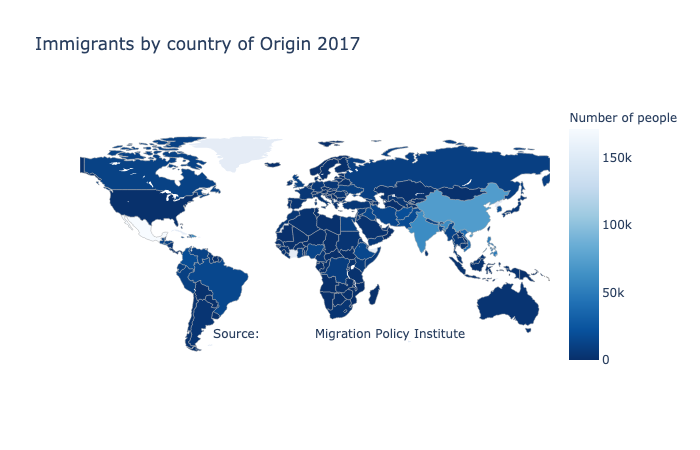 Immigrants by country of Origin 2017
Number of people
150k
100k
50k
0
Source: Migration Policy Institute